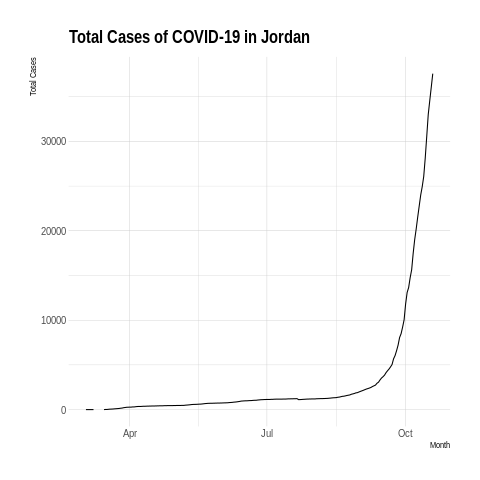 Total Cases of COVID-19 in Jordan
Total Cases
30000
20000
10000
0
Apr
Jul
Oct
Month